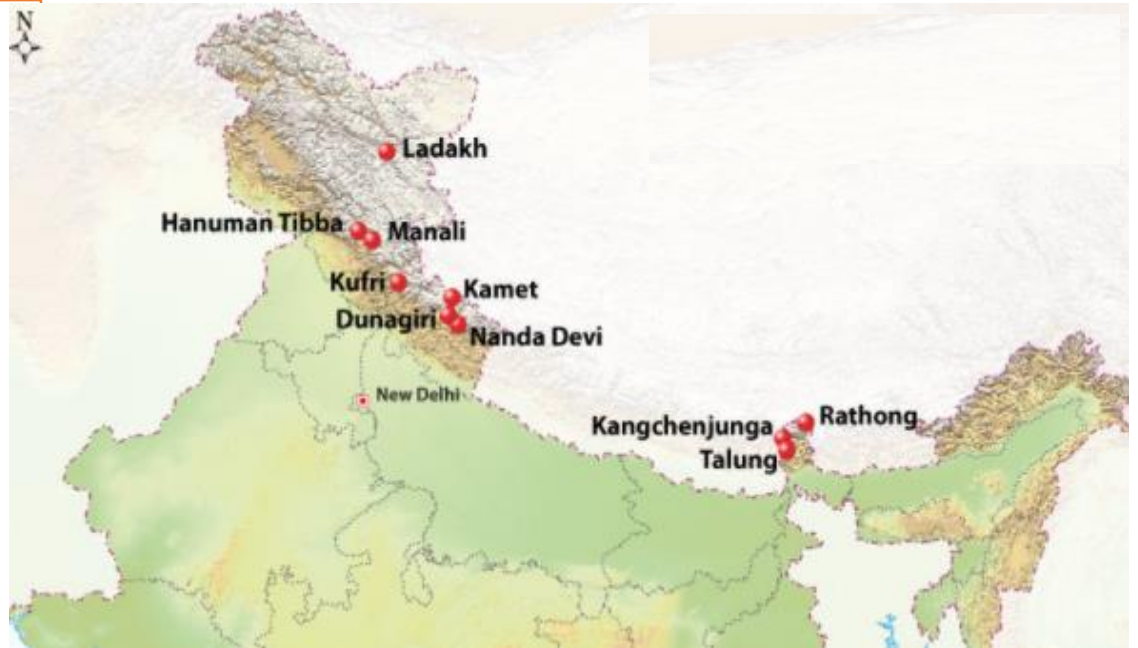 N
Ladakh
Hanuman Tibba
Manali
Kufri
Kamet
Dunagiri
Nanda Devi
New Delhi
Rathong
Kangchenjunga
Talung